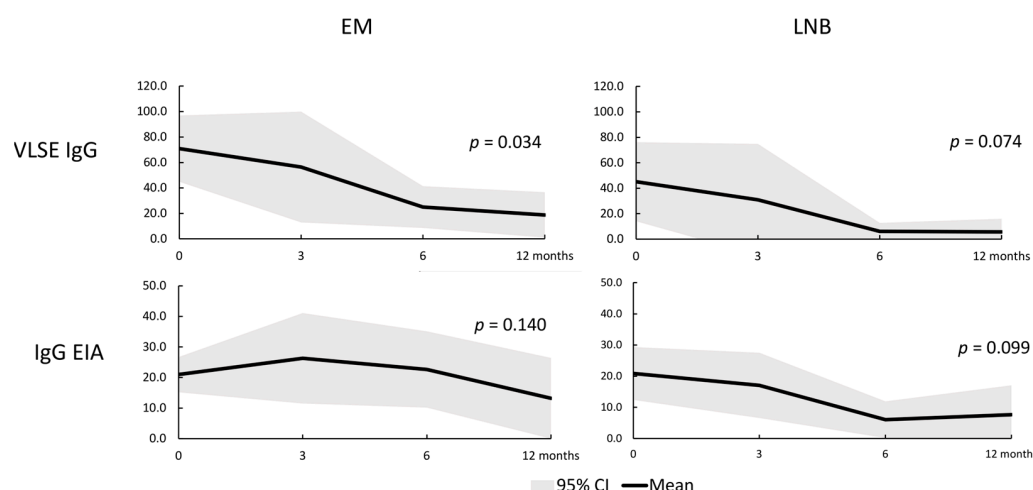 EM
LNB
VLSE IgG
120.0
100.0
80.0
60.0
40.0
20.0
0.0
p = 0.034
0 3 6 12 months
120.0
100.0
80.0
60.0
40.0
20.0
0.0
p = 0.074
0 3 6 12 months
IgG EIA
50.0
40.0
30.0
20.0
10.0
0.0
p = 0.140
0 3 6 12 months
50.0
40.0
30.0
20.0
10.0
0.0
p = 0.099
0 3 6 12 month
95% CI Mean